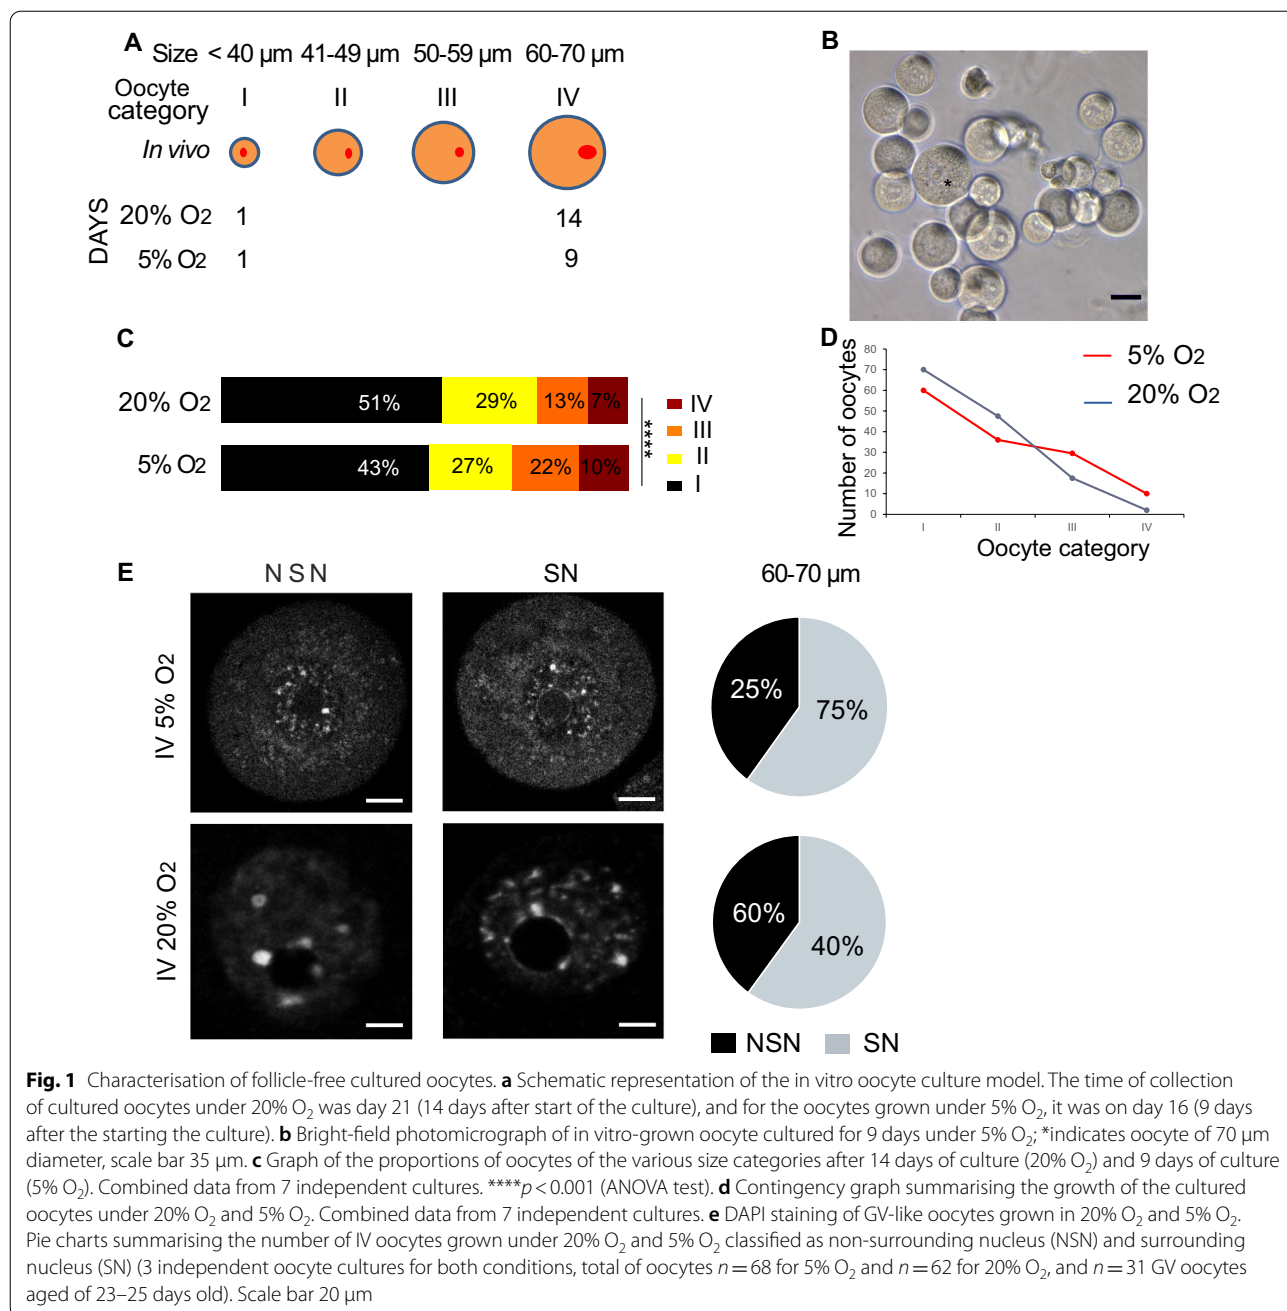 A
Size < 40 µm 41-49 µm 50-59 µm 60-70 µm
Oocyte category I II III IV
In vivo
DAYS
20% O2 1 14
5% O2 1 9
B
*
C
20% O2 51% 29% 13% 7%
5% O2 43% 27% 22% 10%
****
IV
III
II
I
D
Number of oocytes
80
70
60
50
40
30
20
10
0
I II III IV
Oocyte category
5% O2
20% O2
E
NSN SN 60-70 µm
IV 5% O2
25% 75%
IV 20% O2
60% 40%
NSN SN
Fig. 1 Characterisation of follicle-free cultured oocytes. a Schematic representation of the in vitro oocyte culture model. The time of collection
of cultured oocytes under 20% O2 was day 21 (14 days after start of the culture), and for the oocytes grown under 5% O2, it was on day 16 (9 days
after the starting the culture). b Bright-field photomicrograph of in vitro-grown oocyte cultured for 9 days under 5% O2; *indicates oocyte of 70 µm
diameter, scale bar 35 µm. c Graph of the proportions of oocytes of the various size categories after 14 days of culture (20% O2) and 9 days of culture
(5% O2). Combined data from 7 independent cultures. ****p < 0.001 (ANOVA test). d Contingency graph summarising the growth of the cultured
oocytes under 20% O2 and 5% O2. Combined data from 7 independent cultures. e DAPI staining of GV-like oocytes grown in 20% O2 and 5% O2.
Pie charts summarising the number of IV oocytes grown under 20% O2 and 5% O2 classified as non-surrounding nucleus (NSN) and surrounding
nucleus (SN) (3 independent oocyte cultures for both conditions, total of oocytes n = 68 for 5% O2 and n = 62 for 20% O2, and n = 31 GV oocytes
aged of 23–25 days old). Scale bar 20 µm